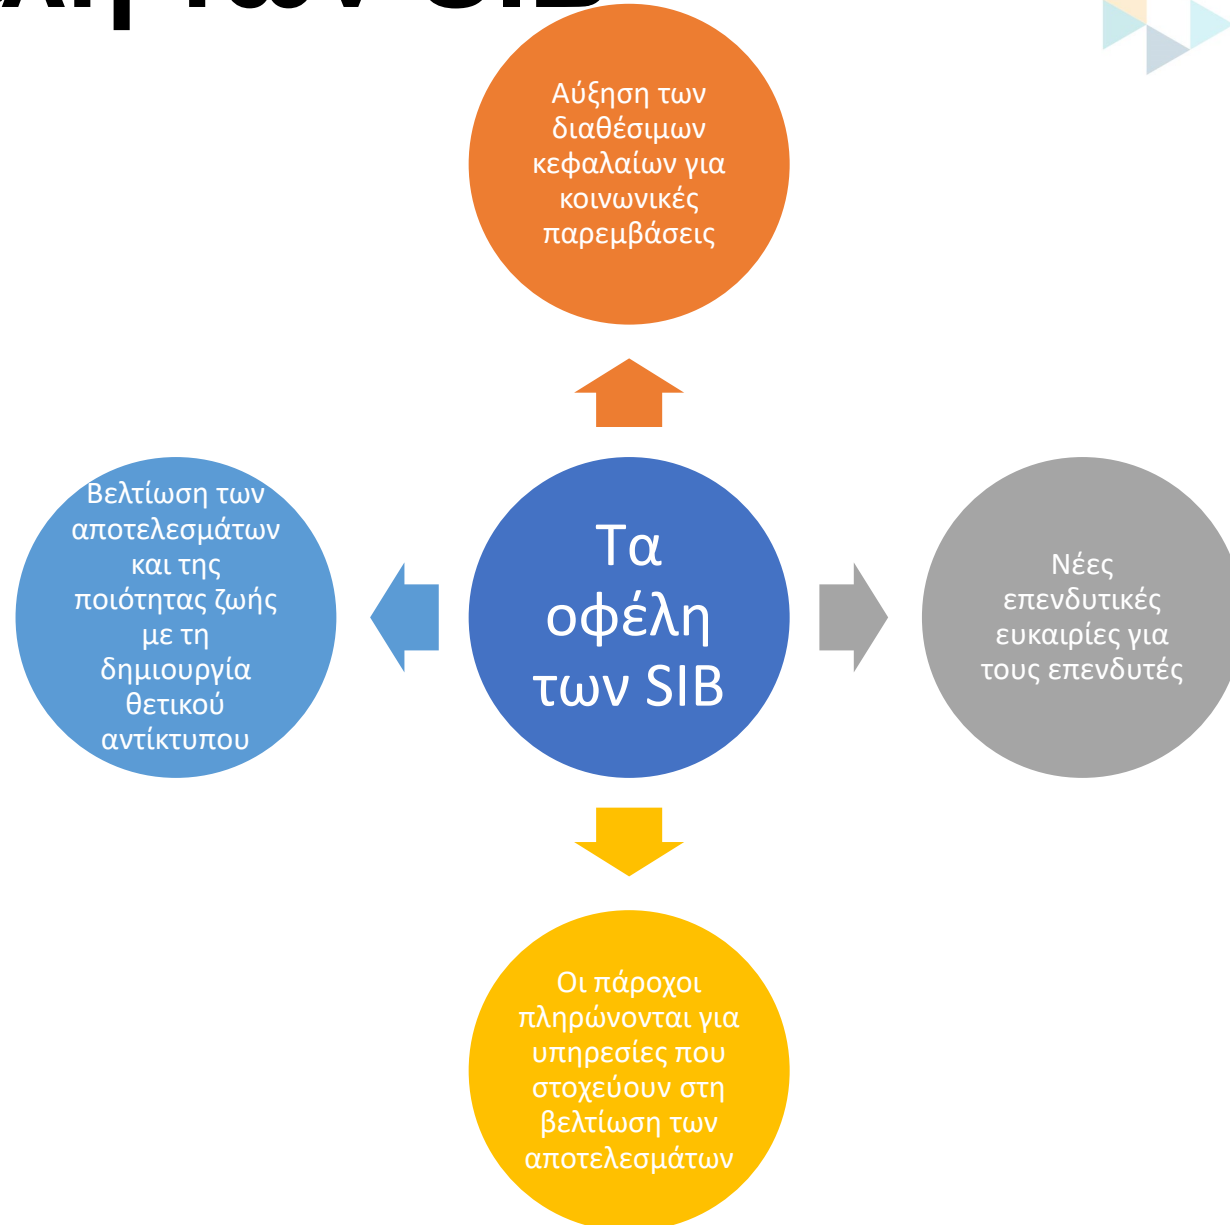 των SIB
Αύξηση των
διαθέσιμων
κεφαλαίων για
κοινωνικές
παρεμβάσεις
Βελτίωση των
αποτελεσμάτων
και της
ποιότητας ζωής
με τη
δημιουργία
θετικού
αντίκτυπου
Τα
οφέλη
των SIB
Νέες
επενδυτικές
ευκαιρίες για
τους επενδυτές
Οι πάροχοι
πληρώνονται για
υπηρεσίες που
στοχεύουν στη
βελτίωση των
αποτελεσμάτων